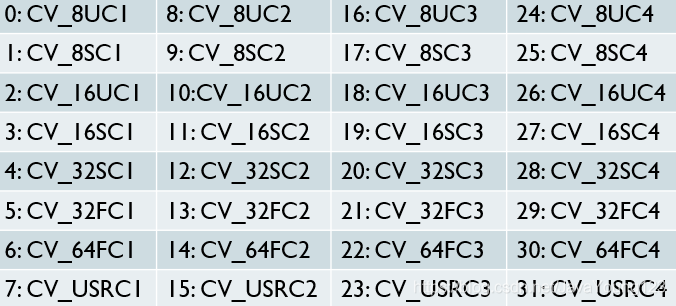 0: CV_8UC1 8: CV_8UC2 16: CV_8UC3 24: CV_8UC4
1: CV_8SC1 9: CV_8SC2 17: CV_8SC3 25: CV_8SC4
2: CV_16UC1 10:CV_16UC2 18: CV_16UC3 26: CV_16UC4
3: CV_16SC1 11: CV_16SC2 19: CV_16SC3 27: CV_16SC4
4: CV_32SC1 12: CV_32SC2 20: CV_32SC3 28: CV_32SC4
5: CV_32FC1 13: CV_32FC2 21: CV_32FC3 29: CV_32FC4
6: CV_64FC1 14: CV_64FC2 22: CV_64FC3 30: CV_64FC4
7: CV_USRC1 15: CV_USRC2 23: CV_USRC3 31: CV_USRC4